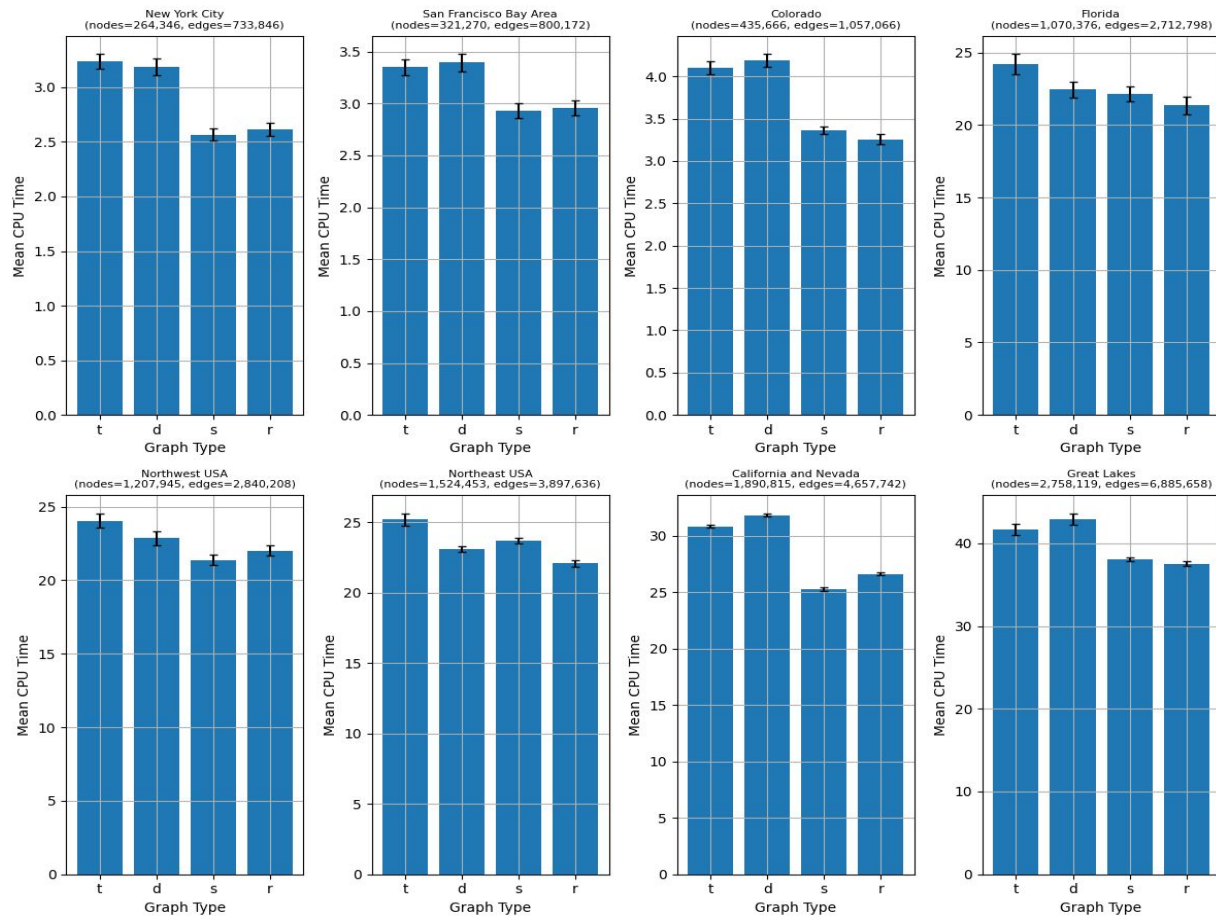 New York City
(nodes=264,346, edges=733,846)
Mean CPU Time
3.0
2.5
2.0
1.5
1.0
0.5
0.0
t d s r
Graph Type
San Francisco Bay Area
(nodes=321,270, edges=800,172)
Mean CPU Time
3.5
3.0
2.5
2.0
1.5
1.0
0.5
0.0
t d s r
Graph Type
Colorado
(nodes=435,666, edges=1,057,066)
Mean CPU Time
4.0
3.5
3.0
2.5
2.0
1.5
1.0
0.5
0.0
t d s r
Graph Type
Florida
(nodes=1,070,376, edges=2,712,798)
Mean CPU Time
25
20
15
10
5
0
t d s r
Graph Type
Northwest USA
(nodes=1,207,945, edges=2,840,208)
Mean CPU Time
25
20
15
10
5
0
t d s r
Graph Type
Northeast USA
(nodes=1,524,453, edges=3,897,636)
Mean CPU Time
25
20
15
10
5
0
t d s r
Graph Type
California and Nevada
(nodes=1,890,815, edges=4,657,742)
Mean CPU Time
30
25
20
15
10
5
0
t d s r
Graph Type
Great Lakes
(nodes=2,758,119, edges=6,885,658)
Mean CPU Time
40
30
20
10
0
t d s r
Graph Type